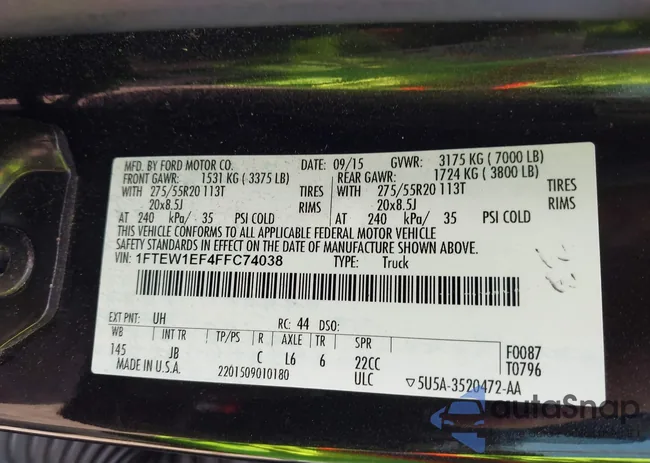 MFD. BY FORD MOTOR CO. DATE: 09/15 GVWR: 3175 KG ( 7000 LB)
FRONT GAWR: 1531 KG ( 3375 LB) REAR GAWR: 1724 KG ( 3800 LB)
WITH 275/55R20 113T TIRES WITH 275/55R20 113T TIRES
20x8.5J RIMS 20x8.5J RIMS
AT 240 kPa/ 35 PSI COLD AT 240 kPa/ 35 PSI COLD
THIS VEHICLE CONFORMS TO ALL APPLICABLE FEDERAL MOTOR VEHICLE
SAFETY STANDARDS IN EFFECT ON THE DATE OF MANUFACTURE SHOWN ABOVE.
VIN: 1FTEW1EF4FFC74038 TYPE: Truck
EXT PNT: UH RC: 44 DSO:
WB INT TR TP/PS R AXLE TR SPR F0087
145 JB C L6 6 22CC T0796
MADE IN U.S.A. 2201509010180 ULC ▽5U5A-3520472-AA
autoSnap